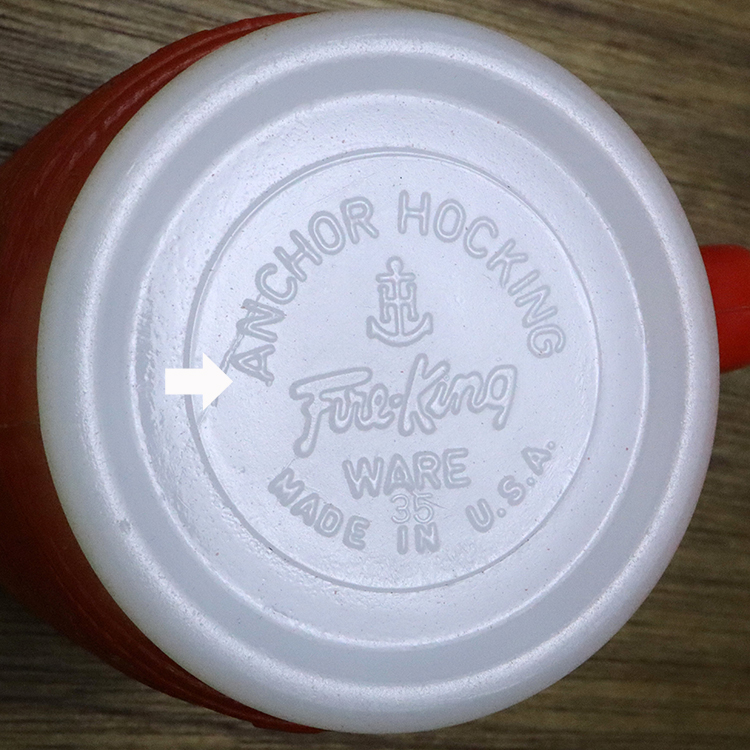 ANCHOR HOCKING
Fire-King
WARE
35
MADE IN U.S.A.